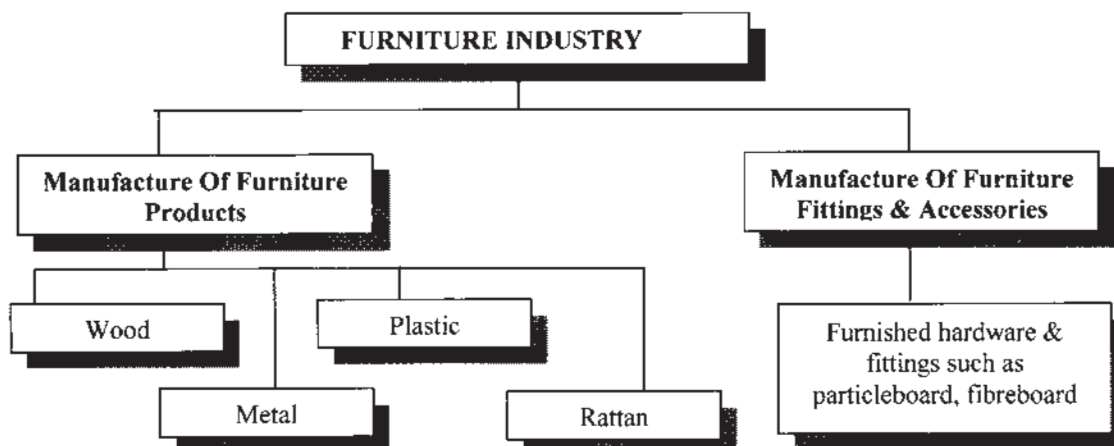 FURNITURE INDUSTRY
Manufacture Of Furniture
Products
Manufacture Of Furniture
Fittings & Accessories
Wood
Plastic
Metal
Rattan
Furnished hardware &
fittings such as
particleboard, fibreboard